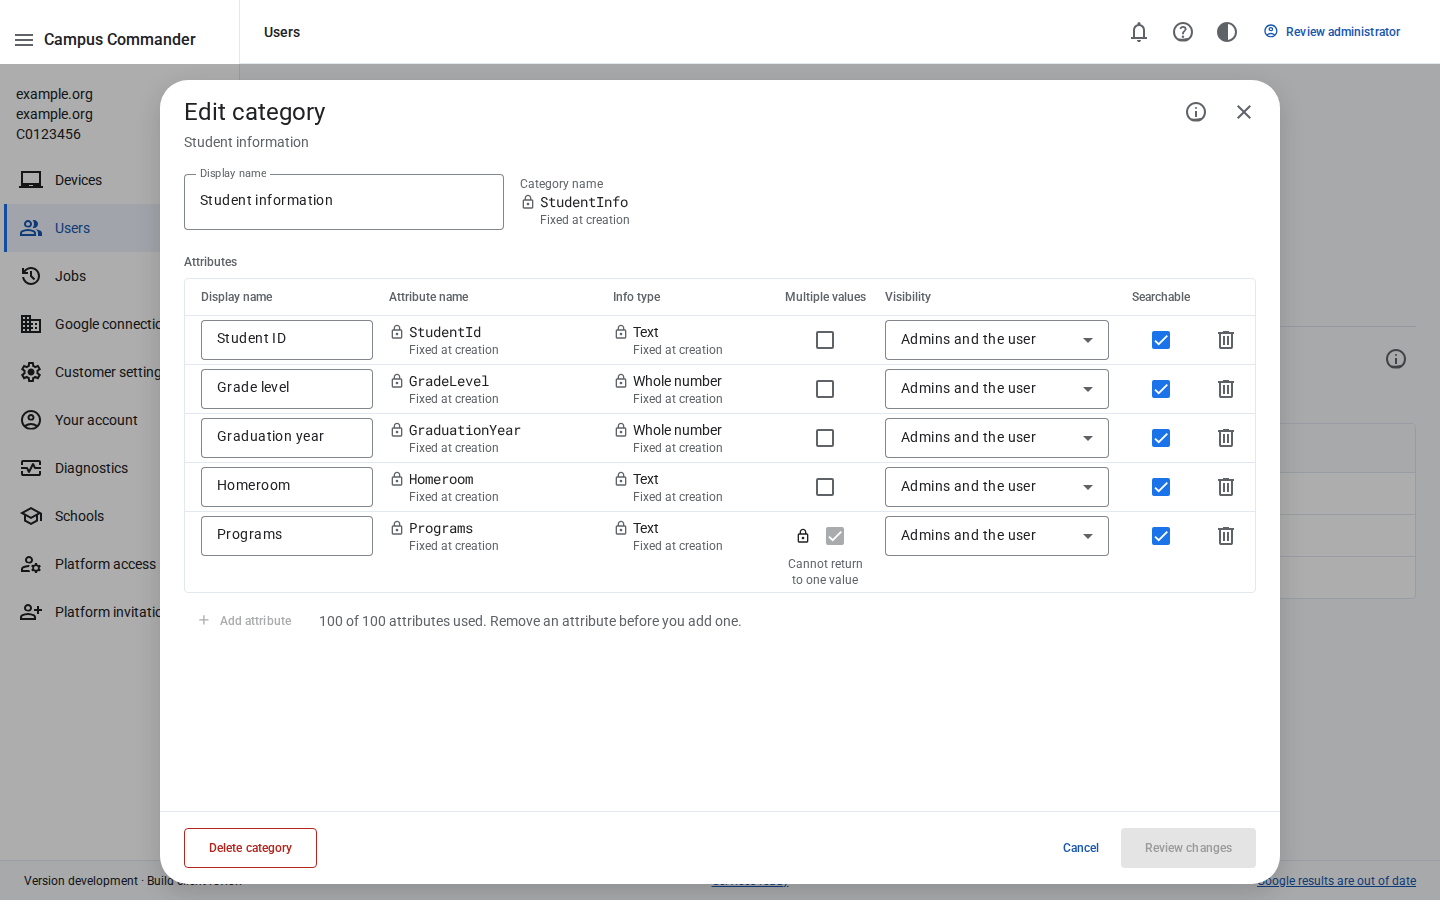 Campus Commander
Users
Review administrator
example.org
example.org
C0123456
Devices
Users
Jobs
Google
Customer
Your account
Diagnostics
Schools
Platform access
Platform
Edit category
Student information
Display name
Student information
Category name
StudentInfo
Fixed at creation
Attributes
Display name Attribute name Info type Multiple values Visibility Searchable
Student ID StudentId Text Admins and the user
Fixed at creation Fixed at creation
Grade level GradeLevel Whole number Admins and the user
Fixed at creation Fixed at creation
Graduation year GraduationYear Whole number Admins and the user
Fixed at creation Fixed at creation
Homeroom Homeroom Text Admins and the user
Fixed at creation Fixed at creation
Programs Programs Text Admins and the user
Fixed at creation Fixed at creation
Cannot return
to one value
Add attribute 100 of 100 attributes used. Remove an attribute before you add one.
Delete category Cancel Review changes
Version development · Build
Google results are out of date